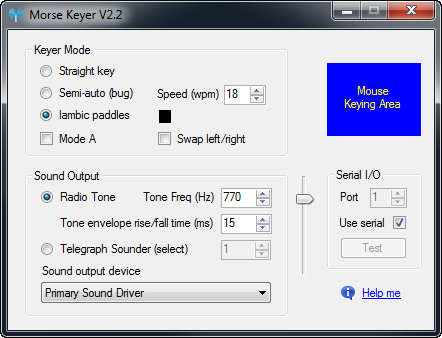 Morse Keyer V2.2
Keyer Mode
Straight key
Semi-auto (bug)
Speed (wpm) 18
Iambic paddles
Mode A
Swap left/right
Mouse
Keying Area
Sound Output
Radio Tone
Tone Freq (Hz) 770
Tone envelope rise/fall time (ms) 15
Telegraph Sounder (select) 1
Sound output device
Primary Sound Driver
Serial I/O
Port 1
Use serial
Test
Help me